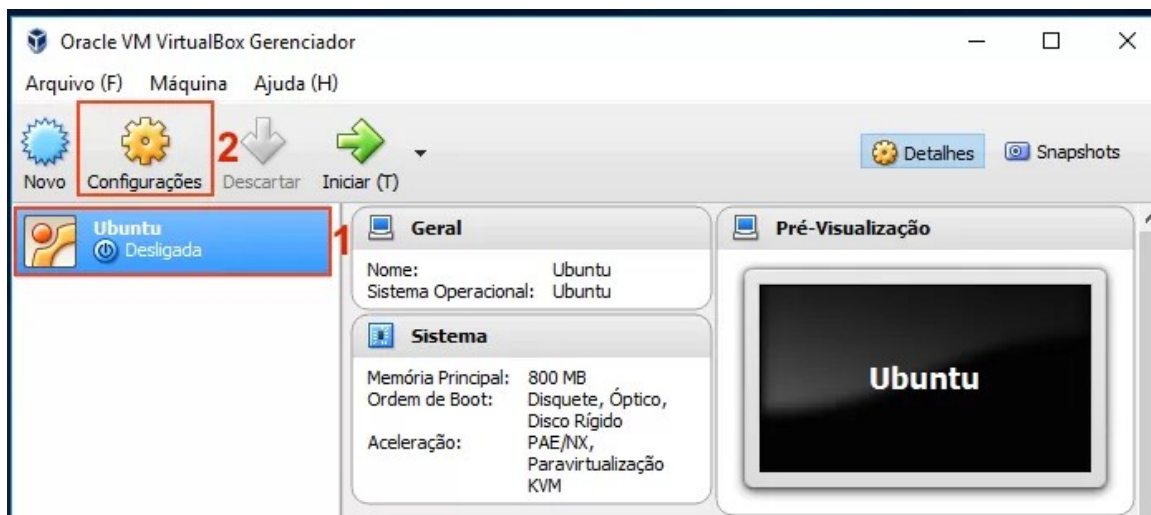 Oracle VM VirtualBox Gerenciador
Arquivo (F) Máquina Ajuda (H)
Novo
Configurações
2
Descartar
Iniciar (T)
Detalhes
Snapshots
Ubuntu
Desligada
1
Geral
Nome: Ubuntu
Sistema Operacional: Ubuntu
Sistema
Memória Principal: 800 MB
Ordem de Boot: Disquete, Óptico,
Disco Rígido
Aceleração: PAE/NX,
Paravirtualização
KVM
Pré-Visualização
Ubuntu